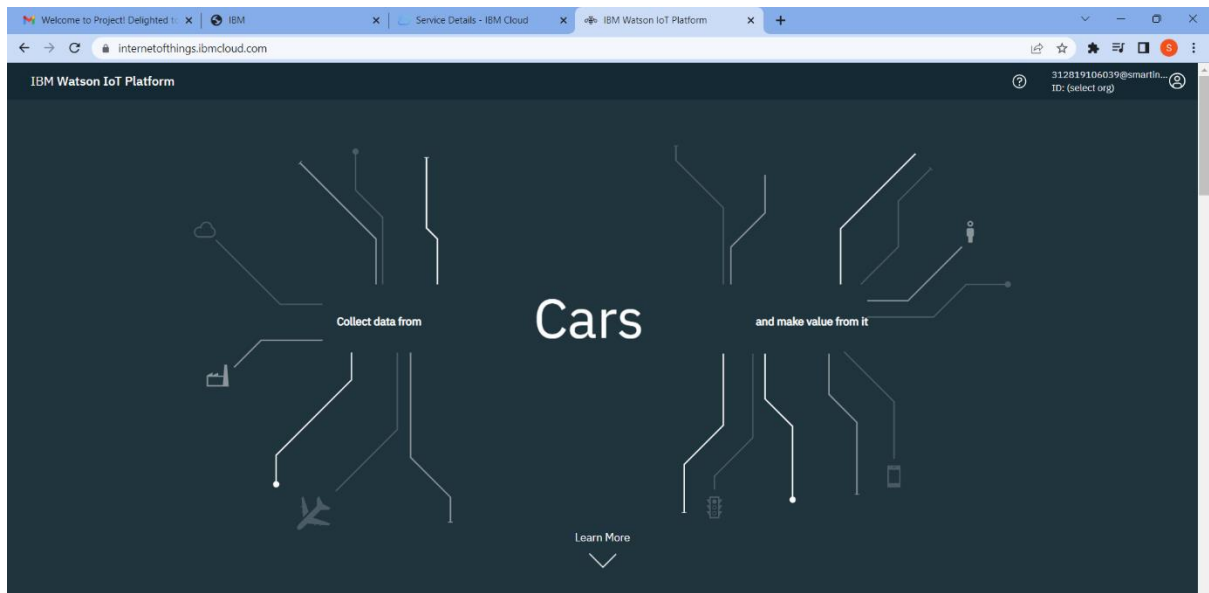 Welcome to Project! Delighted t
IBM
Service Details - IBM Cloud
IBM Watson IoT Platform
internetofthings.ibmcloud.com
S
IBM Watson IoT Platform
312819106039@smartin...
ID: (select org)
Collect data from
Cars
and make value from it
Learn More